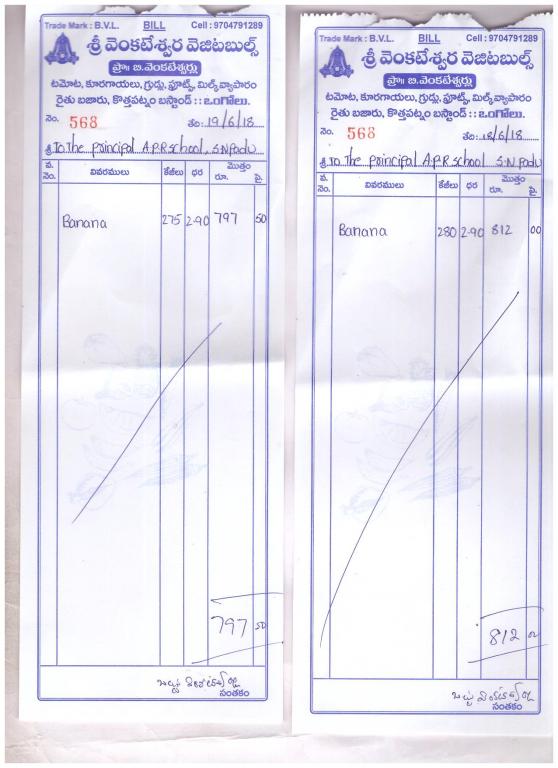 Trade Mark : B.V.L. BILL Cell : 9704791289
శ్రీ వెంకటేశ్వర వెజిటబుల్స్
ప్రొః బి.వెంకటేశ్వర్లు
టమోట, కూరగాయలు, గ్రుడ్లు, ఫ్రూట్స్, మిల్క్ వ్యాపారం
రైతు బజారు, కొత్తపట్నం బస్టాండ్ : : ఒంగోలు.
నెం. 568 తేది: 19/6/18
శ్రీ To The principal A.P.R school, S.N padu
వ. నెం. వివరములు కేజీలు ధర మొత్తం రూ. పై.
Banana 275 2-90 797 50
797 50
సంతకం
Trade Mark : B.V.L. BILL Cell : 9704791289
శ్రీ వెంకటేశ్వర వెజిటబుల్స్
ప్రొః బి.వెంకటేశ్వర్లు
టమోట, కూరగాయలు, గ్రుడ్లు, ఫ్రూట్స్, మిల్క్ వ్యాపారం
రైతు బజారు, కొత్తపట్నం బస్టాండ్ : : ఒంగోలు.
నెం. 568 తేది: 18/6/18
శ్రీ To The principal A.P.R school S.N padu
వ. నెం. వివరములు కేజీలు ధర మొత్తం రూ. పై.
Banana 280 2-90 812 00
812 00
సంతకం